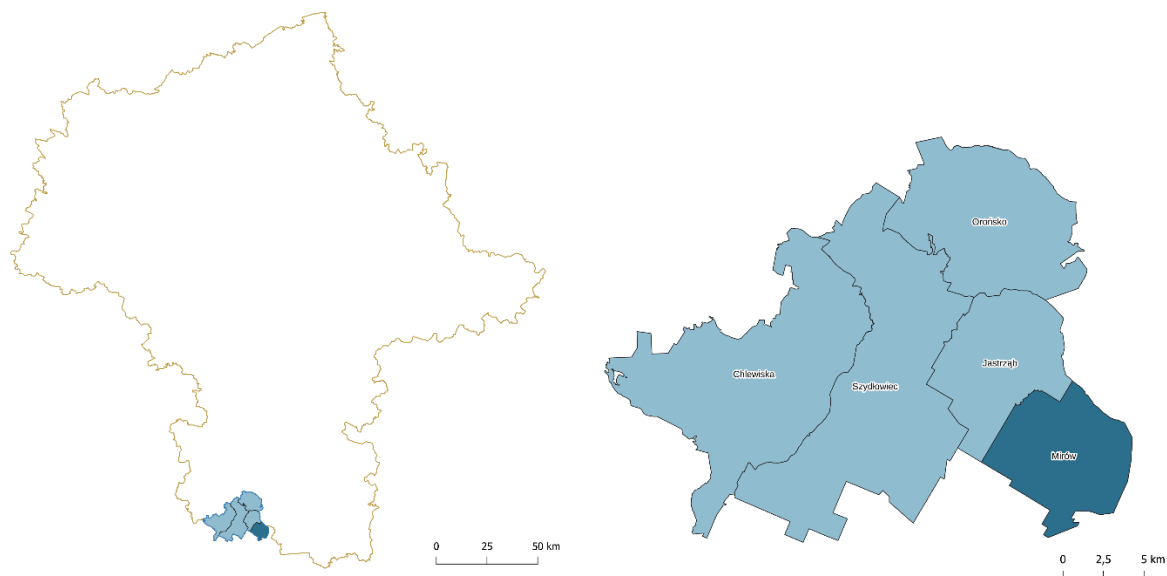 Orońsko
Jastrząb
Chlewiska
Szydłowiec
Mirów
0 25 50 km
0 2,5 5 km